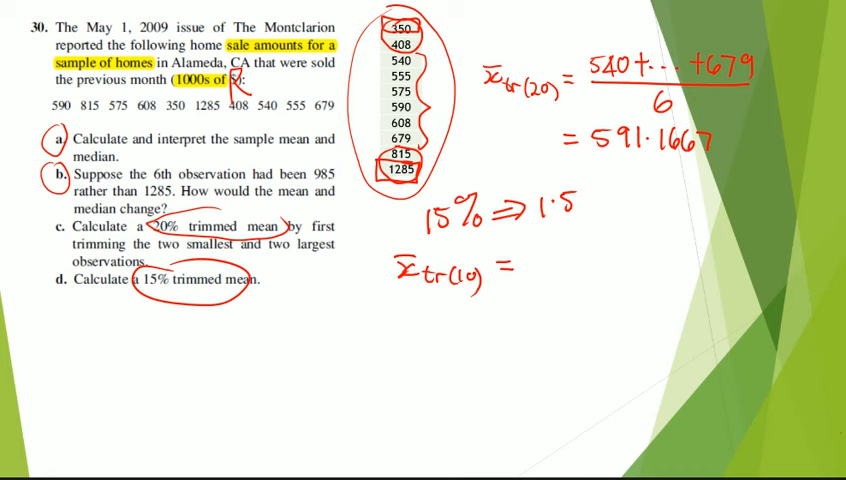 30. The May 1, 2009 issue of The Montclarion
reported the following home sale amounts for a
sample of homes in Alameda, CA that were sold
the previous month (1000s of $):
R
590 815 575 608 350 1285 408 540 555 679
a. Calculate and interpret the sample mean and
median.
b. Suppose the 6th observation had been 985
rather than 1285. How would the mean and
median change?
c. Calculate a 20% trimmed mean by first
trimming the two smallest and two largest
observations.
d. Calculate a 15% trimmed mean.
350
408
540
555
575
590
608
679
815
1285
x̄tr(20) = 540+...+679
6
= 591.1667
15% ⇒ 1.5
x̄tr(10) =